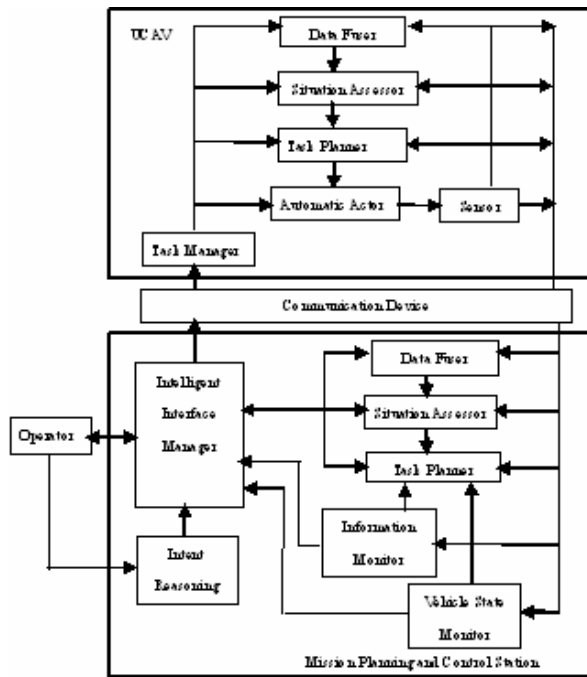 UCAV
Data Fuser
Situation Assessor
Task Planner
Automatic Actor
Sensor
Task Manager
Communication Device
Intelligent
Interface
Manager
Data Fuser
Situation Assessor
Operator
Task Planner
Information
Monitor
Intent
Reasoning
Vehicle State
Monitor
Mission Planning and Control Station